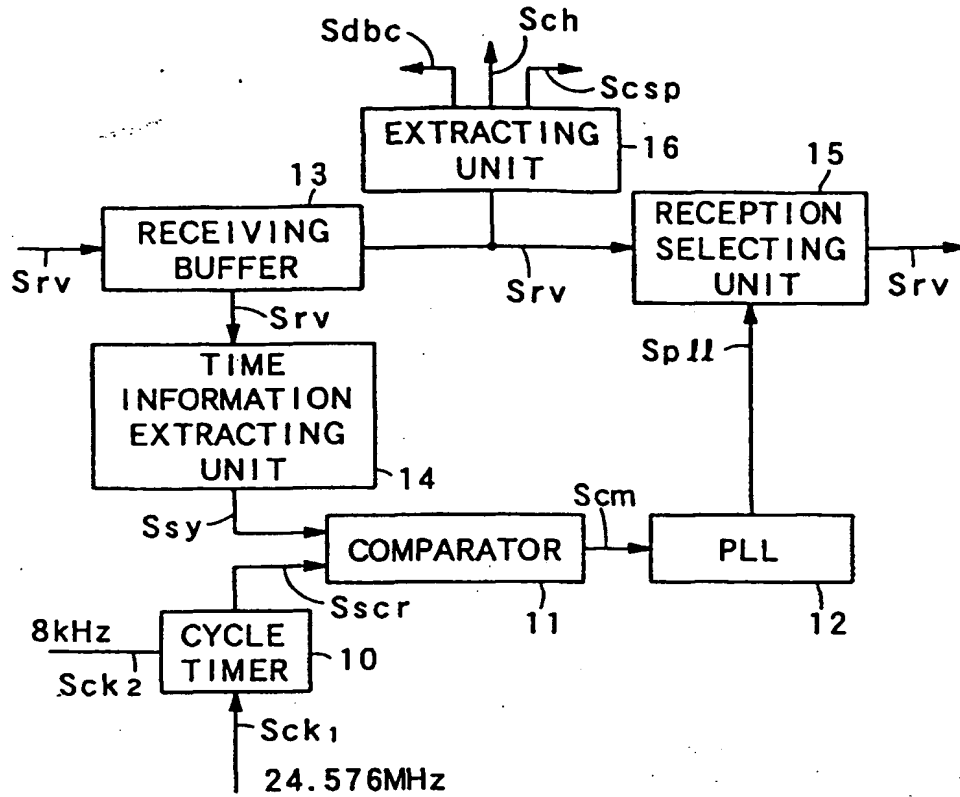 Sdbc
Sch
Scsp
EXTRACTING
UNIT
16
13
15
RECEIVING
BUFFER
RECEPTION
SELECTING
UNIT
Srv
Srv
Srv
Srv
Spll
TIME
INFORMATION
EXTRACTING
UNIT
14
Ssy
Scm
COMPARATOR
PLL
Sscr
11
12
8kHz
CYCLE
TIMER
10
Sck2
Sck1
24.576MHz